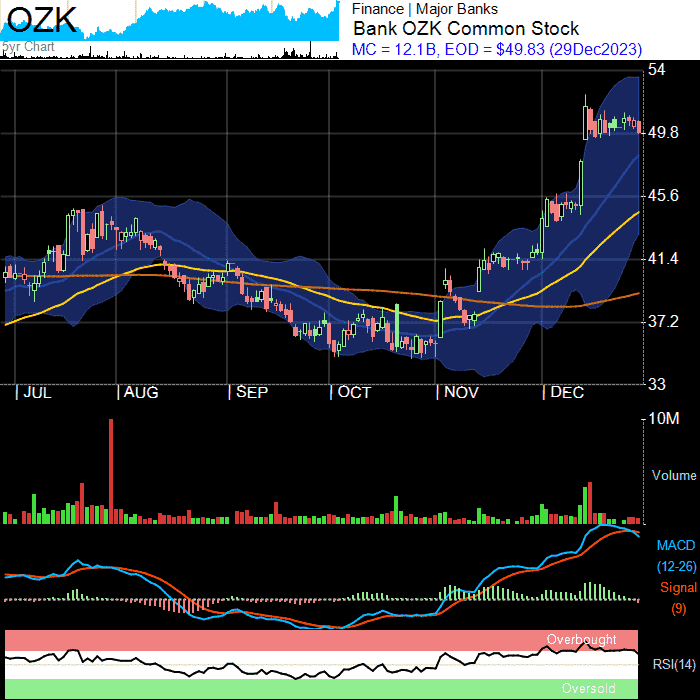 OZK
5yr Chart
Finance | Major Banks
Bank OZK Common Stock
MC = 12.1B, EOD = $49.83 (29Dec2023)
54
49.8
45.6
41.4
37.2
33
| JUL | AUG | SEP | OCT | NOV | DEC
10M
Volume
MACD
(12-26)
Signal
(9)
Overbought
RSI(14)
Oversold